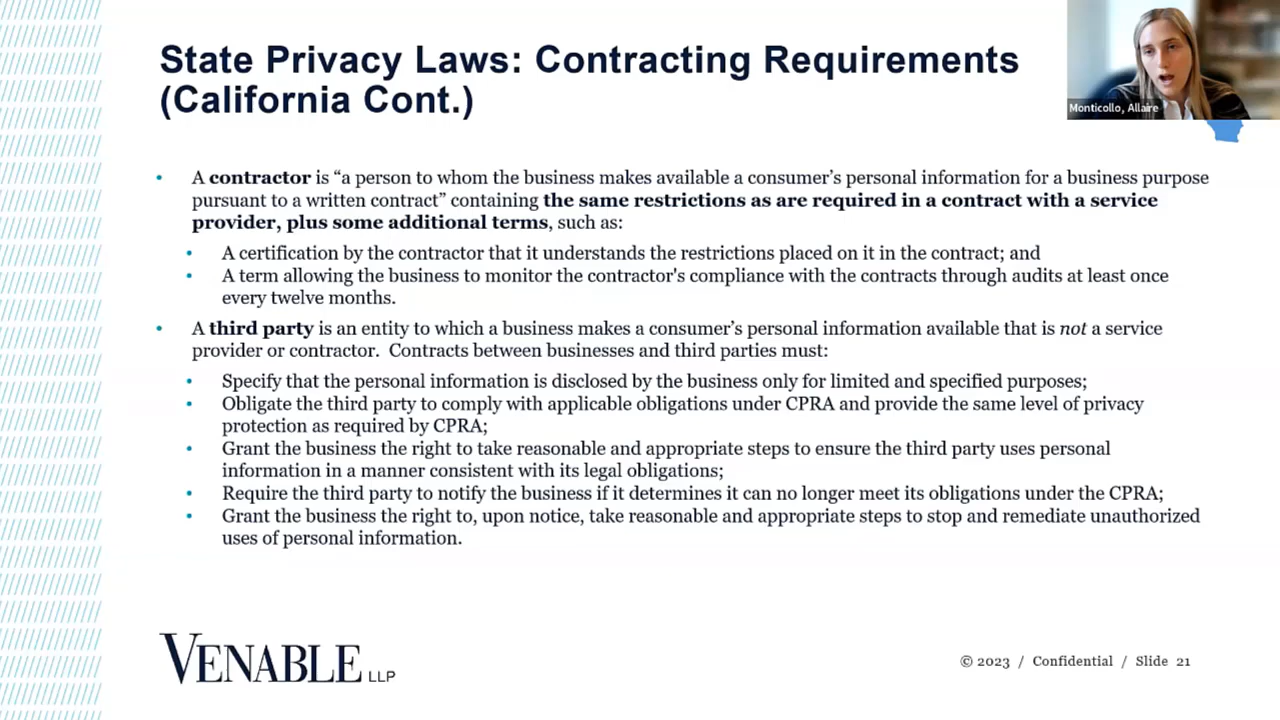 State Privacy Laws: Contracting Requirements
(California Cont.)
Monticollo, Allaire
• A contractor is “a person to whom the business makes available a consumer’s personal information for a business purpose
pursuant to a written contract” containing the same restrictions as are required in a contract with a service
provider, plus some additional terms, such as:
• A certification by the contractor that it understands the restrictions placed on it in the contract; and
• A term allowing the business to monitor the contractor's compliance with the contracts through audits at least once
every twelve months.
• A third party is an entity to which a business makes a consumer’s personal information available that is not a service
provider or contractor. Contracts between businesses and third parties must:
• Specify that the personal information is disclosed by the business only for limited and specified purposes;
• Obligate the third party to comply with applicable obligations under CPRA and provide the same level of privacy
protection as required by CPRA;
• Grant the business the right to take reasonable and appropriate steps to ensure the third party uses personal
information in a manner consistent with its legal obligations;
• Require the third party to notify the business if it determines it can no longer meet its obligations under the CPRA;
• Grant the business the right to, upon notice, take reasonable and appropriate steps to stop and remediate unauthorized
uses of personal information.
VENABLE LLP
© 2023 / Confidential / Slide 21